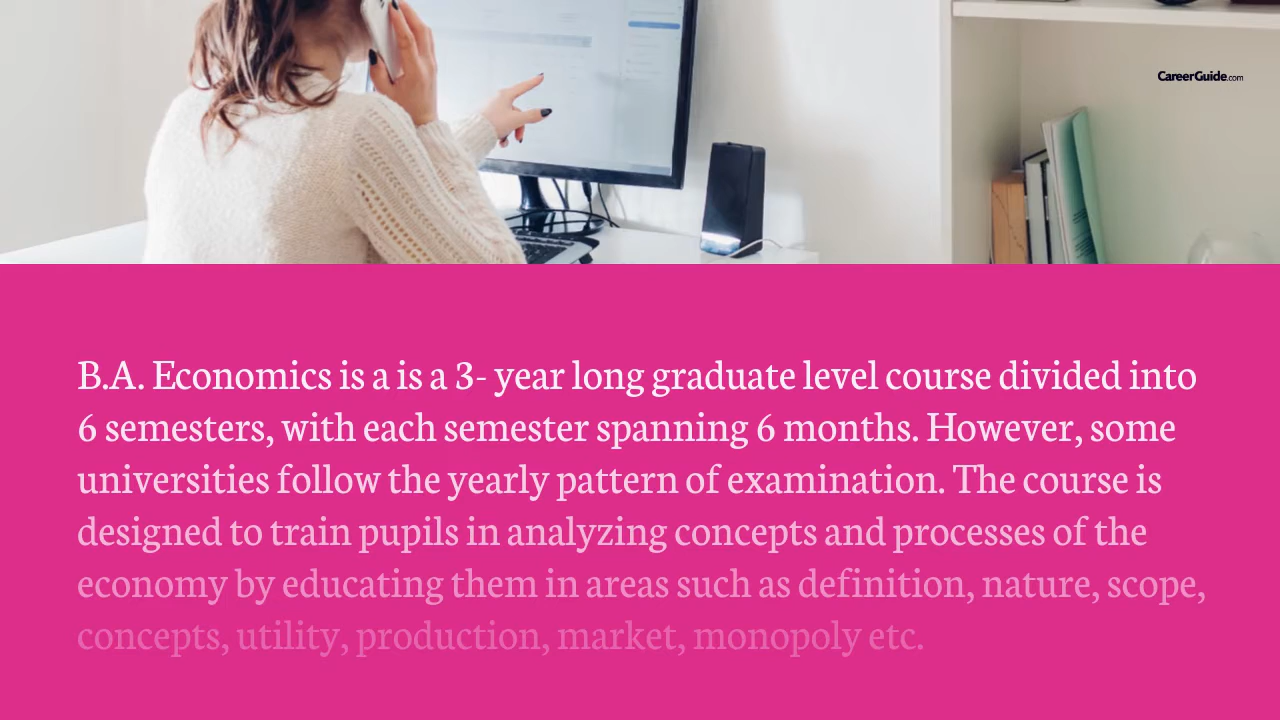 CareerGuide.com
B.A. Economics is a is a 3- year long graduate level course divided into
6 semesters, with each semester spanning 6 months. However, some
universities follow the yearly pattern of examination. The course is
designed to train pupils in analyzing concepts and processes of the
economy by educating them in areas such as definition, nature, scope,
concepts, utility, production, market, monopoly etc.